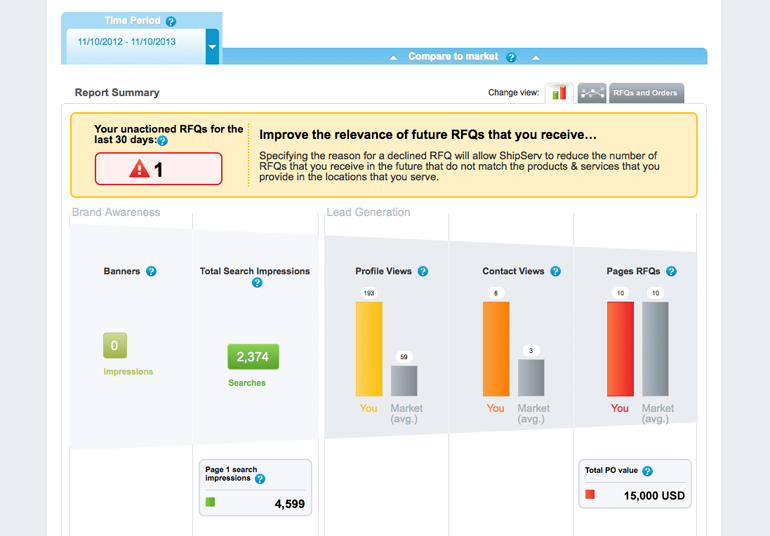 Time Period ?
11/10/2012 - 11/10/2013
Compare to market ?
Report Summary
Change view:
RFQs and Orders
Your unactioned RFQs for the
last 30 days: ?
1
Improve the relevance of future RFQs that you receive...
Specifying the reason for a declined RFQ will allow ShipServ to reduce the number of
RFQs that you receive in the future that do not match the products & services that you
provide in the locations that you serve.
Brand Awareness
Lead Generation
Banners ?
0
Impressions
Total Search Impressions
?
2,374
Searches
Profile Views ?
193
59
You
Market
(avg.)
Contact Views ?
8
3
You
Market
(avg.)
Pages RFQs ?
10
10
You
Market
(avg.)
Page 1 search
impressions ?
4,599
Total PO value ?
15,000 USD